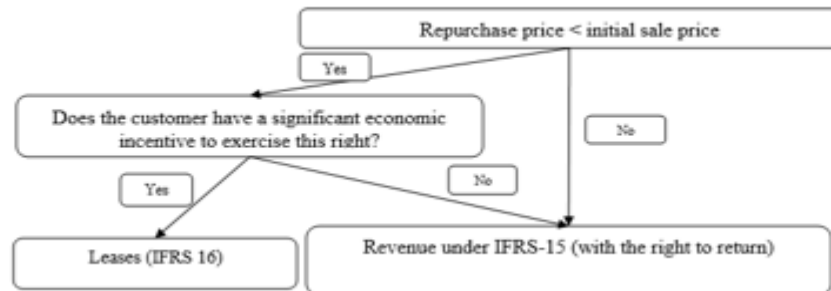 Repurchase price < initial sale price
Yes
Does the customer have a significant economic
incentive to exercise this right?
No
Yes
No
Leases (IFRS 16)
Revenue under IFRS-15 (with the right to return)